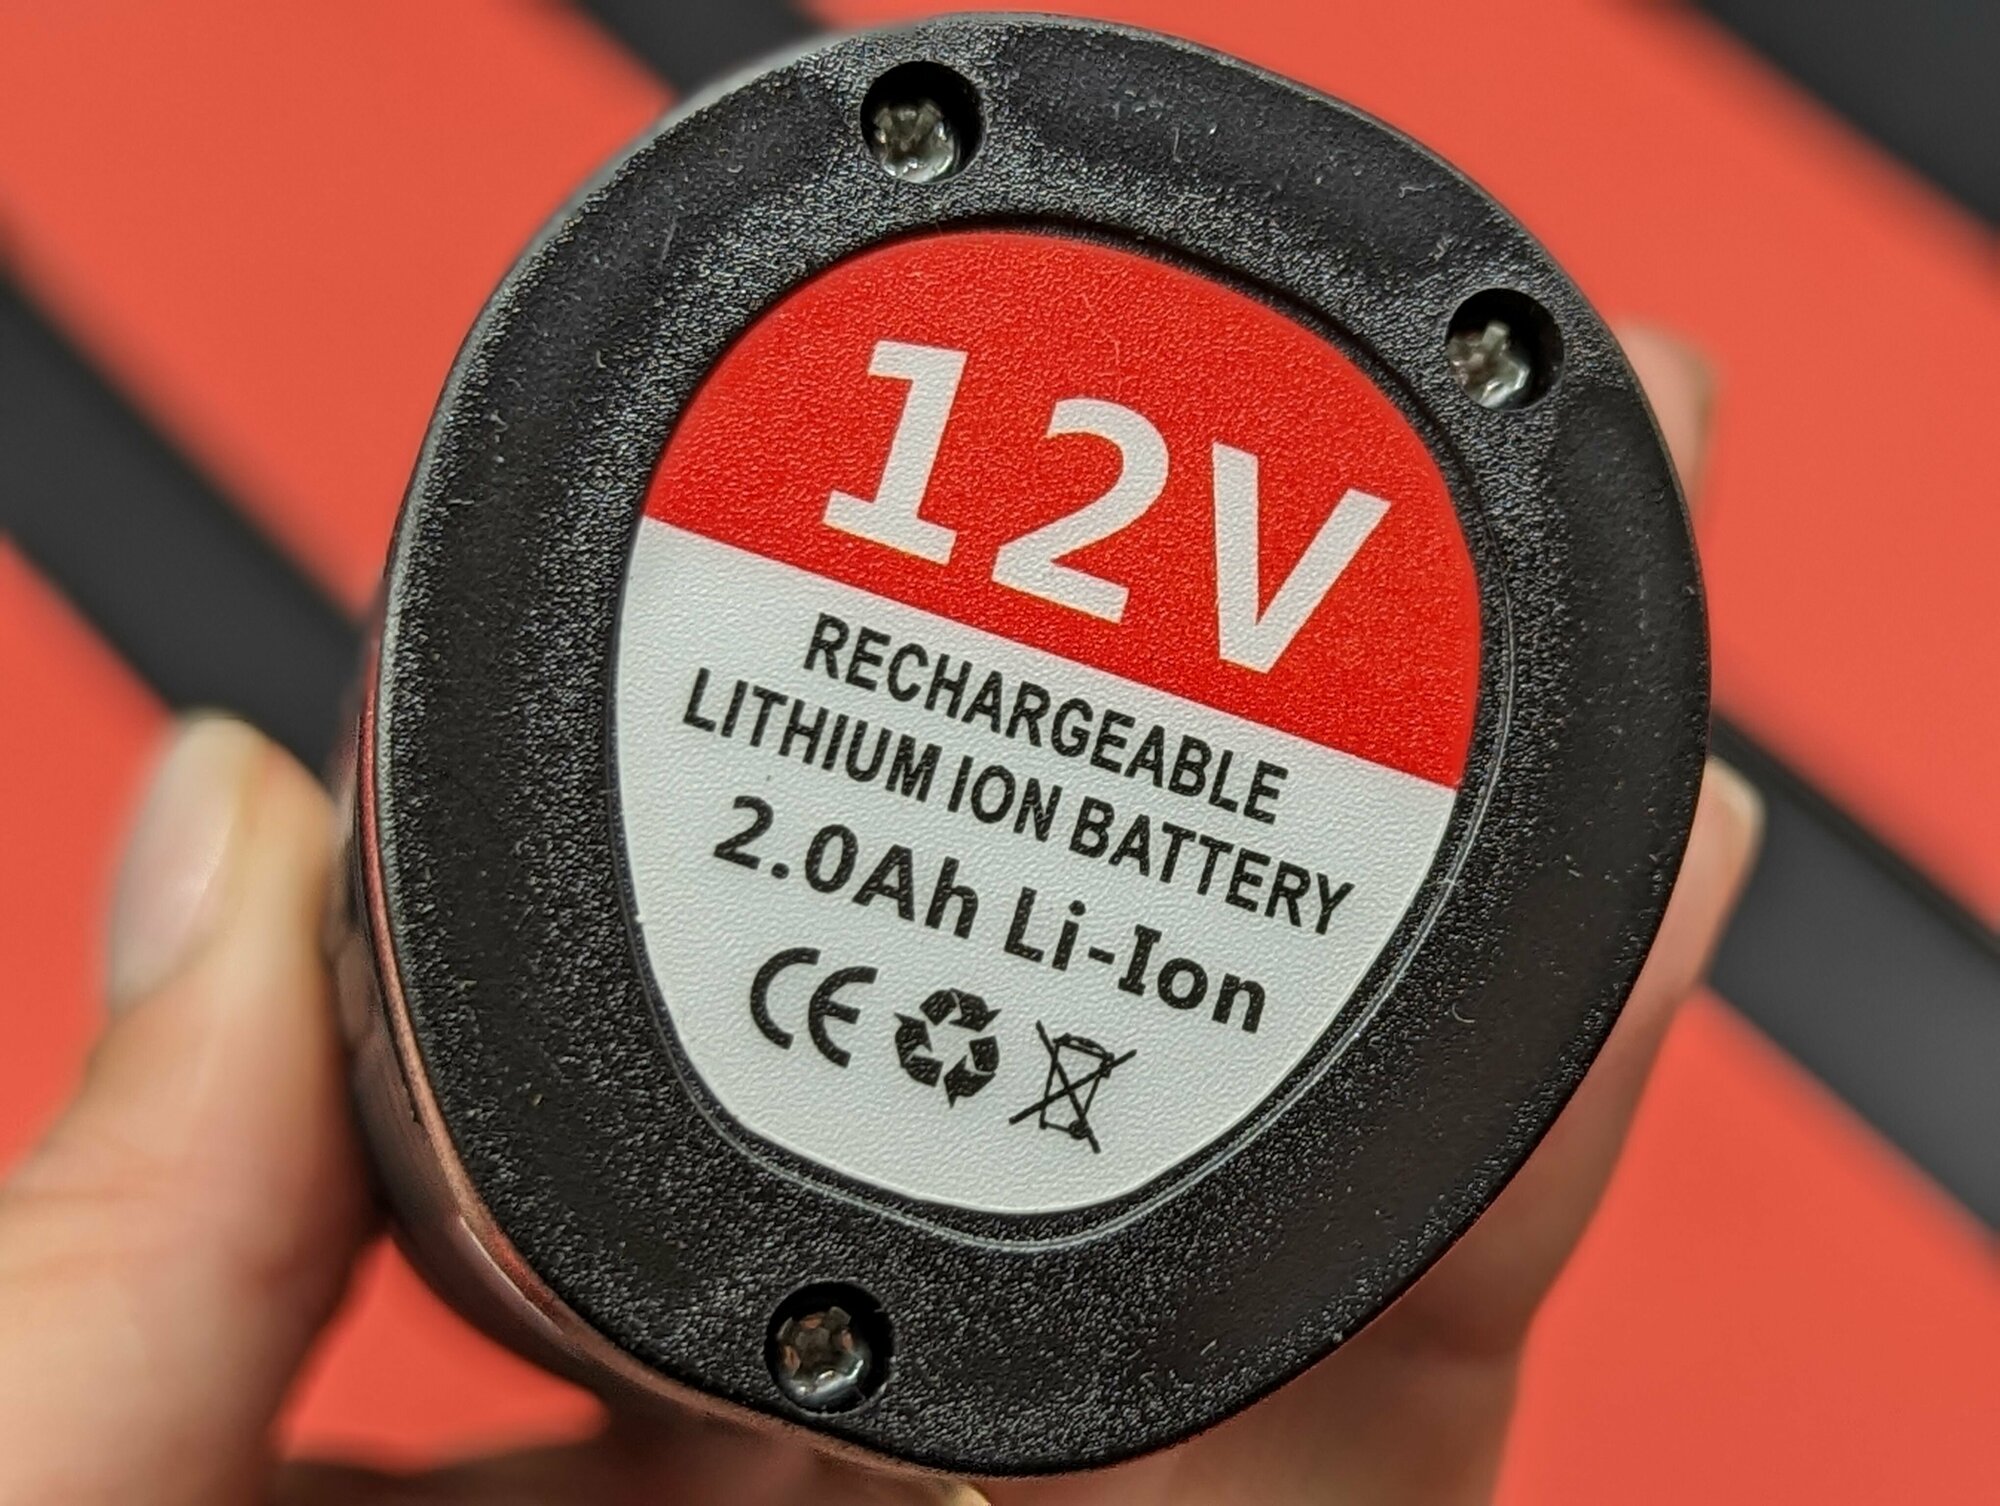 12V
RECHARGEABLE
LITHIUM ION BATTERY
2.0Ah Li-Ion
CE